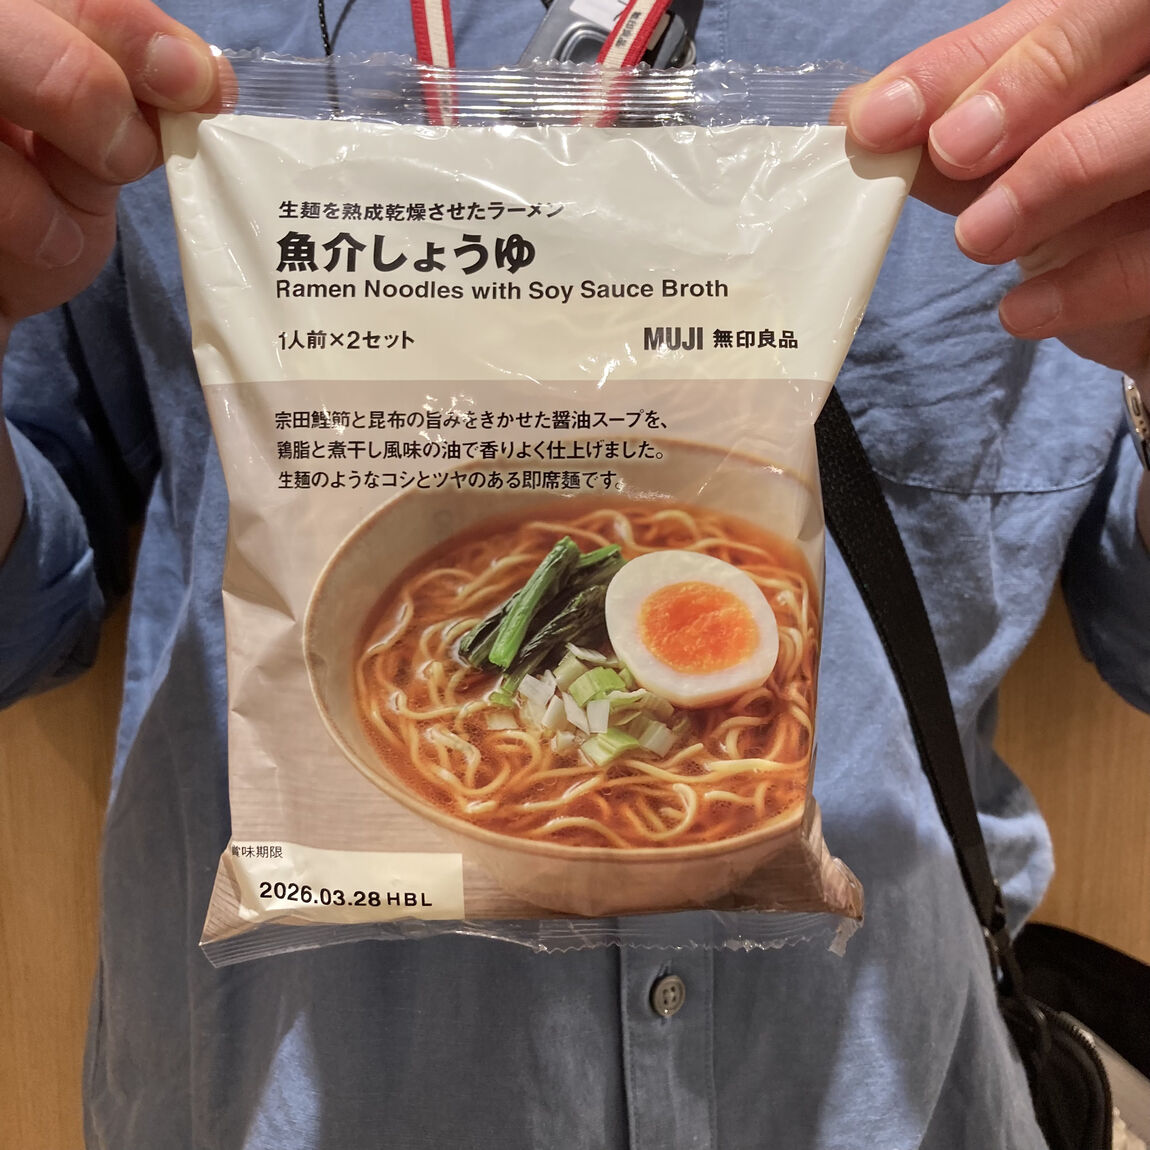 生麺を熟成乾燥させたラーメン
魚介しょうゆ
Ramen Noodles with Soy Sauce Broth
1人前×2セット
MUJI 無印良品
宗田鰹節と昆布の旨みをきかせた醤油スープを、
鶏脂と煮干し風味の油で香りよく仕上げました。
生麺のようなコシとツヤのある即席麺です。
賞味期限
2026.03.28 HBL